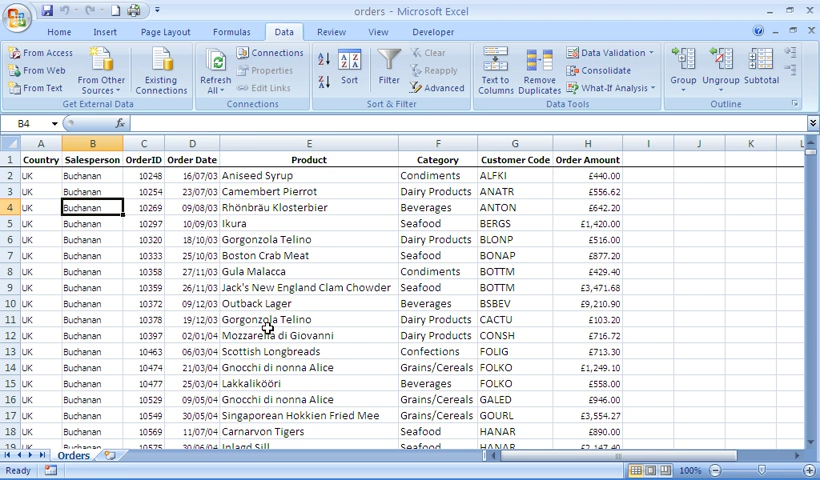 orders - Microsoft Excel
Home Insert Page Layout Formulas Data Review View Developer
From Access
From Web
From Text
From Other Sources
Existing Connections
Get External Data
Refresh All
Connections
Properties
Edit Links
Connections
Sort
Filter
Clear
Reapply
Advanced
Sort & Filter
Text to Columns
Remove Duplicates
Data Validation
Consolidate
What-If Analysis
Data Tools
Group
Ungroup
Subtotal
Outline
B4 fx
A B C D E F G H I J K L
1 Country Salesperson OrderID Order Date Product Category Customer Code Order Amount
2 UK Buchanan 10248 16/07/03 Aniseed Syrup Condiments ALFKI £440.00
3 UK Buchanan 10254 23/07/03 Camembert Pierrot Dairy Products ANATR £556.62
4 UK Buchanan 10269 09/08/03 Rhönbräu Klosterbier Beverages ANTON £642.20
5 UK Buchanan 10297 10/09/03 Ikura Seafood BERGS £1,420.00
6 UK Buchanan 10320 18/10/03 Gorgonzola Telino Dairy Products BLONP £516.00
7 UK Buchanan 10333 25/10/03 Boston Crab Meat Seafood BONAP £877.20
8 UK Buchanan 10358 27/11/03 Gula Malacca Condiments BOTTM £429.40
9 UK Buchanan 10359 26/11/03 Jack's New England Clam Chowder Seafood BOTTM £3,471.68
10 UK Buchanan 10372 09/12/03 Outback Lager Beverages BSBEV £9,210.90
11 UK Buchanan 10378 19/12/03 Gorgonzola Telino Dairy Products CACTU £103.20
12 UK Buchanan 10397 02/01/04 Mozzarella di Giovanni Dairy Products CONSH £716.72
13 UK Buchanan 10463 06/03/04 Scottish Longbreads Confections FOLIG £713.30
14 UK Buchanan 10474 21/03/04 Gnocchi di nonna Alice Grains/Cereals FOLKO £1,249.10
15 UK Buchanan 10477 25/03/04 Lakkalikööri Beverages FOLKO £558.00
16 UK Buchanan 10529 09/05/04 Gnocchi di nonna Alice Grains/Cereals GALED £946.00
17 UK Buchanan 10549 30/05/04 Singaporean Hokkien Fried Mee Grains/Cereals GOURL £3,554.27
18 UK Buchanan 10569 11/07/04 Carnarvon Tigers Seafood HANAR £890.00
19 UK Buchanan 10575 30/06/04 Inlagd Sill Seafood HANAR £2,147.40
Orders
Ready 100%